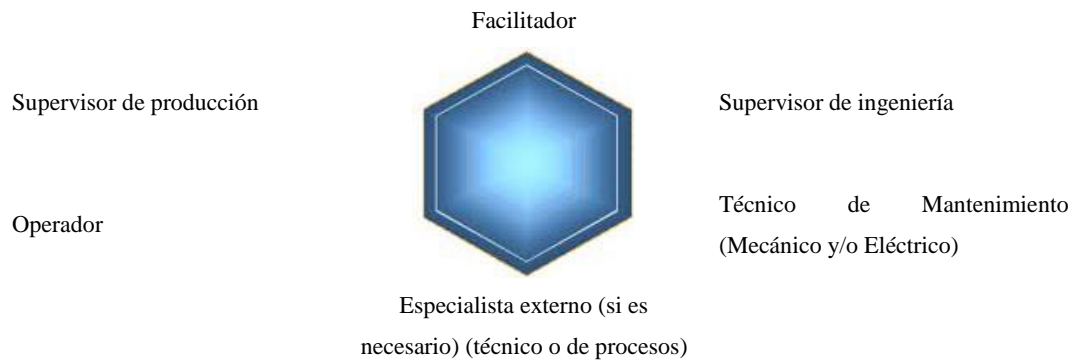 Facilitador
Supervisor de producción
Supervisor de ingeniería
Operador
Técnico de Mantenimiento
(Mecánico y/o Eléctrico)
Especialista externo (si es
necesario) (técnico o de procesos)